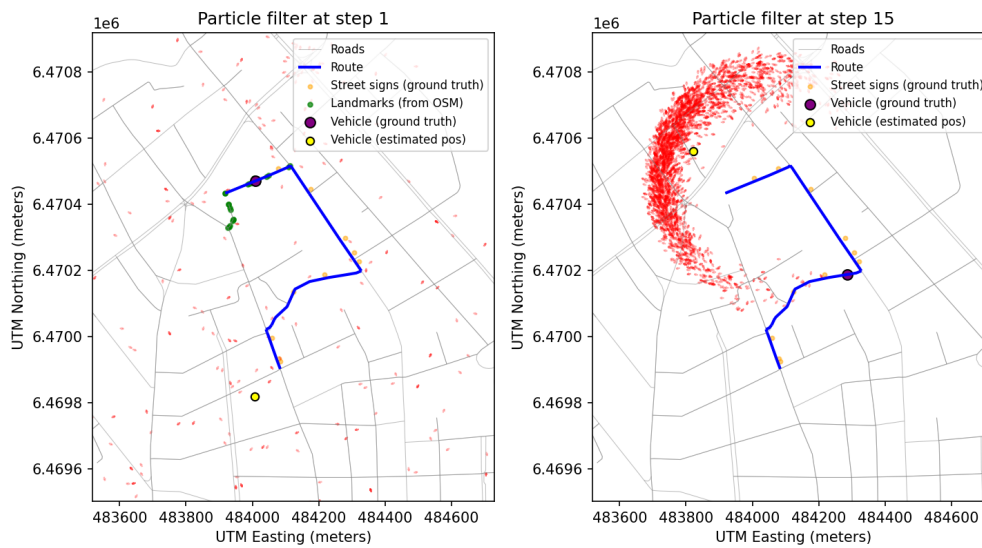 Particle filter at step 1
1e6
Roads
Route
Street signs (ground truth)
Landmarks (from OSM)
Vehicle (ground truth)
Vehicle (estimated pos)
6.4708
6.4706
6.4704
6.4702
6.4700
6.4698
6.4696
UTM Northing (meters)
483600 483800 484000 484200 484400 484600
UTM Easting (meters)
Particle filter at step 15
1e6
Roads
Route
Street signs (ground truth)
Landmarks (from OSM)
Vehicle (ground truth)
Vehicle (estimated pos)
6.4708
6.4706
6.4704
6.4702
6.4700
6.4698
6.4696
UTM Northing (meters)
483600 483800 484000 484200 484400 484600
UTM Easting (meters)